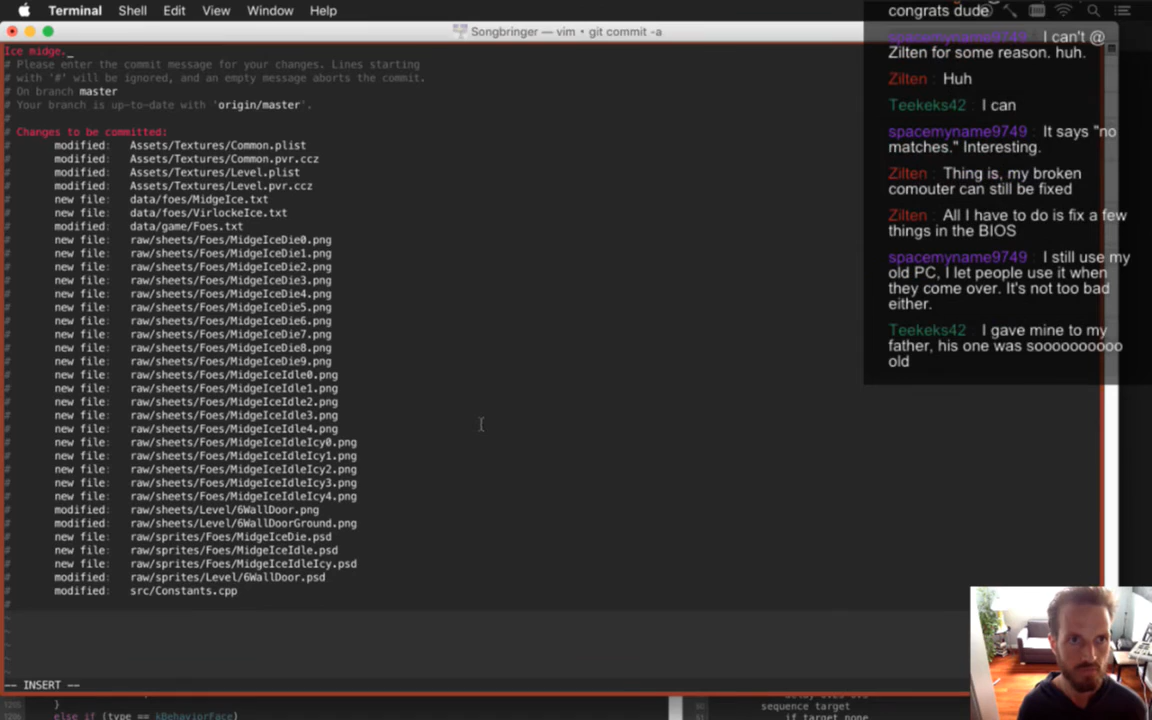 Terminal Shell Edit View Window Help
Songbringer — vim • git commit -a
Ice midge.
# Please enter the commit message for your changes. Lines starting
# with '#' will be ignored, and an empty message aborts the commit.
# On branch master
# Your branch is up-to-date with 'origin/master'.
#
# Changes to be committed:
# modified: Assets/Textures/Common.plist
# modified: Assets/Textures/Common.pvr.ccz
# modified: Assets/Textures/Level.plist
# modified: Assets/Textures/Level.pvr.ccz
# new file: data/foes/MidgeIce.txt
# new file: data/foes/VirlockeIce.txt
# modified: data/game/Foes.txt
# new file: raw/sheets/Foes/MidgeIceDie0.png
# new file: raw/sheets/Foes/MidgeIceDie1.png
# new file: raw/sheets/Foes/MidgeIceDie2.png
# new file: raw/sheets/Foes/MidgeIceDie3.png
# new file: raw/sheets/Foes/MidgeIceDie4.png
# new file: raw/sheets/Foes/MidgeIceDie5.png
# new file: raw/sheets/Foes/MidgeIceDie6.png
# new file: raw/sheets/Foes/MidgeIceDie7.png
# new file: raw/sheets/Foes/MidgeIceDie8.png
# new file: raw/sheets/Foes/MidgeIceDie9.png
# new file: raw/sheets/Foes/MidgeIceIdle0.png
# new file: raw/sheets/Foes/MidgeIceIdle1.png
# new file: raw/sheets/Foes/MidgeIceIdle2.png
# new file: raw/sheets/Foes/MidgeIceIdle3.png
# new file: raw/sheets/Foes/MidgeIceIdle4.png
# new file: raw/sheets/Foes/MidgeIceIdleIcy0.png
# new file: raw/sheets/Foes/MidgeIceIdleIcy1.png
# new file: raw/sheets/Foes/MidgeIceIdleIcy2.png
# new file: raw/sheets/Foes/MidgeIceIdleIcy3.png
# new file: raw/sheets/Foes/MidgeIceIdleIcy4.png
# modified: raw/sheets/Level/6WallDoor.png
# modified: raw/sheets/Level/6WallDoorGround.png
# new file: raw/sprites/Foes/MidgeIceDie.psd
# new file: raw/sprites/Foes/MidgeIceIdle.psd
# new file: raw/sprites/Foes/MidgeIceIdleIcy.psd
# modified: raw/sprites/Level/6WallDoor.psd
# modified: src/Constants.cpp
#
~
~
~
~
~
-- INSERT --
}
else if (type == kBehaviorFace)
sequence target
if target none
congrats dude
spacemyname9749 : I can't @
Zilten for some reason. huh.
Zilten : Huh
Teekeks42 : I can
spacemyname9749 : It says "no
matches." Interesting.
Zilten : Thing is, my broken
comouter can still be fixed
Zilten : All I have to do is fix a few
things in the BIOS
spacemyname9749 : I still use my
old PC, I let people use it when
they come over. It's not too bad
either.
Teekeks42 : I gave mine to my
father, his one was soooooooooo
old